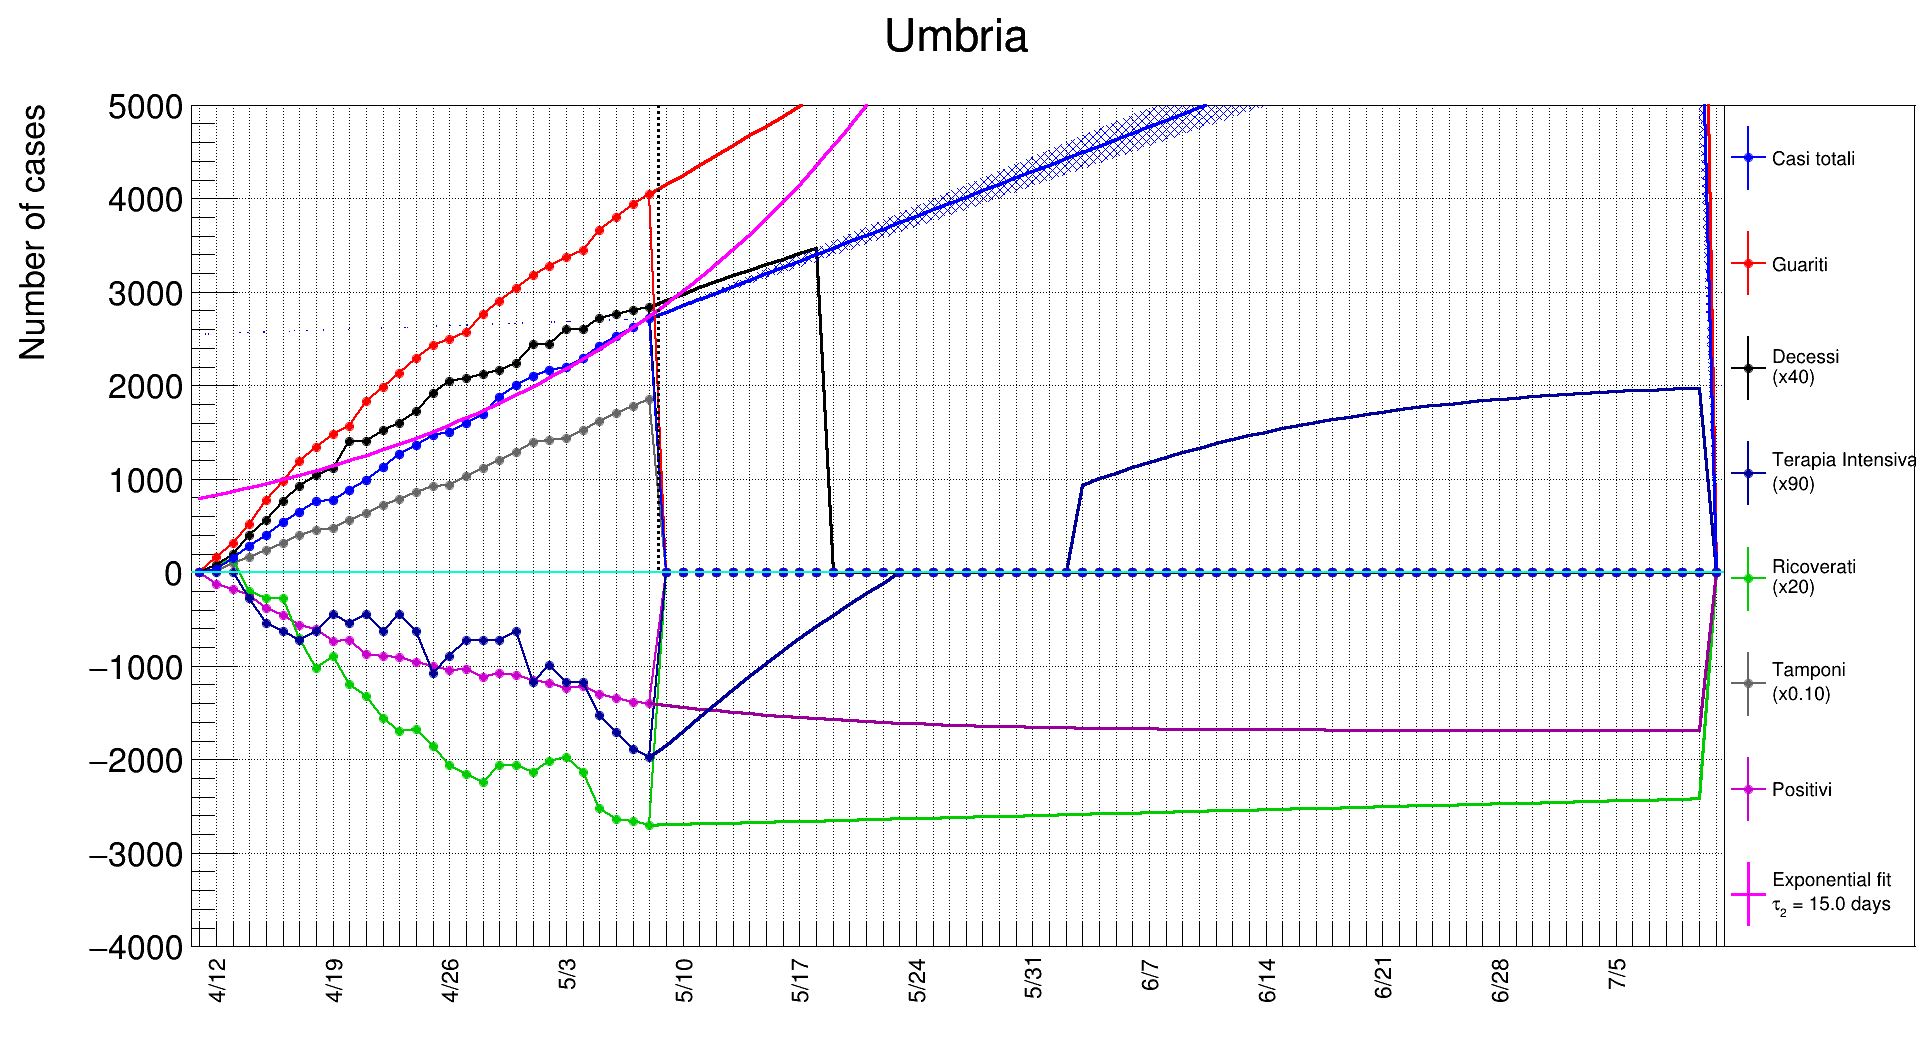 Umbria
Number of cases
5000
4000
3000
2000
1000
0
−1000
−2000
−3000
−4000
4/12
4/19
4/26
5/3
5/10
5/17
5/24
5/31
6/7
6/14
6/21
6/28
7/5
Casi totali
Guariti
Decessi
(x40)
Terapia Intensiva
(x90)
Ricoverati
(x20)
Tamponi
(x0.10)
Positivi
Exponential fit
τ₂ = 15.0 days